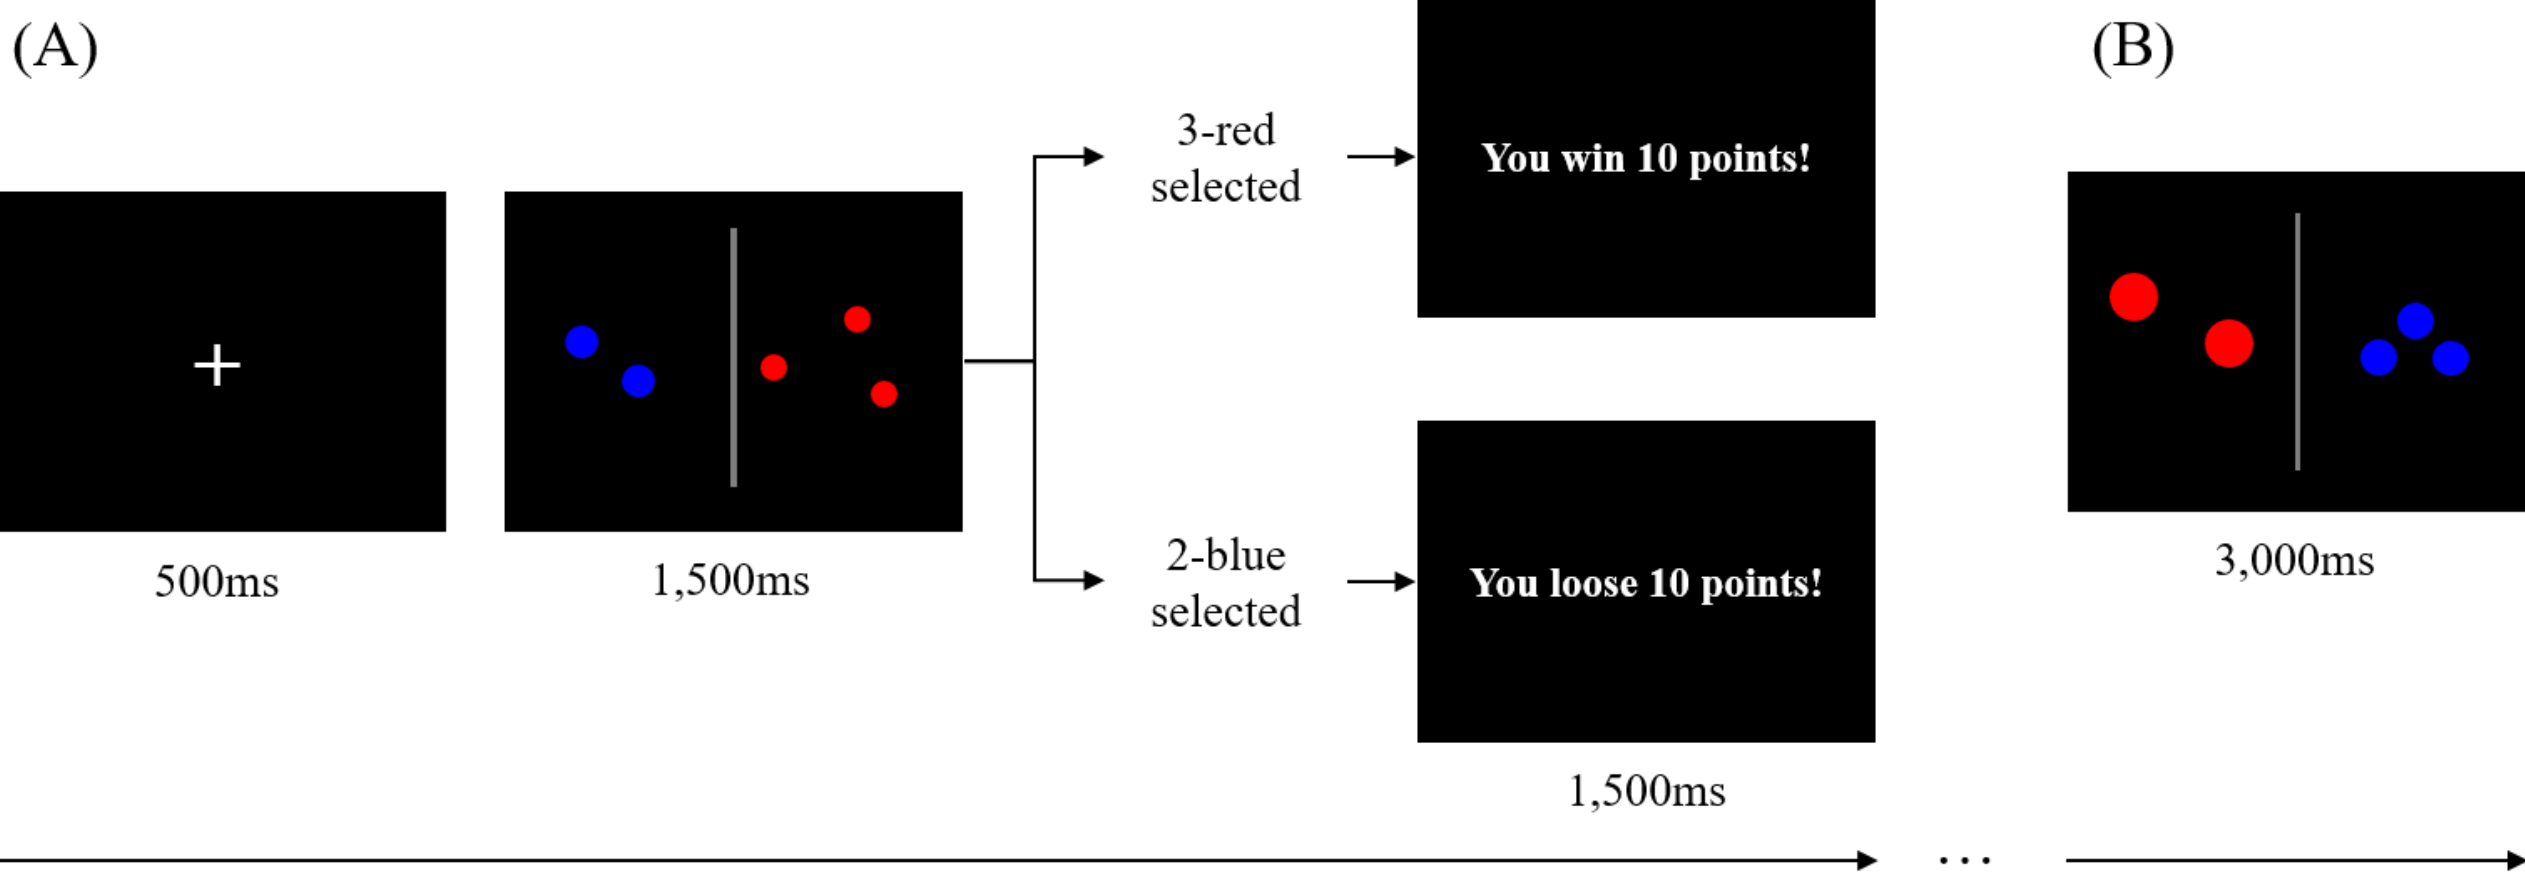 (A)
(B)
3-red
selected
You win 10 points!
500ms
1,500ms
2-blue
selected
You loose 10 points!
3,000ms
1,500ms
...